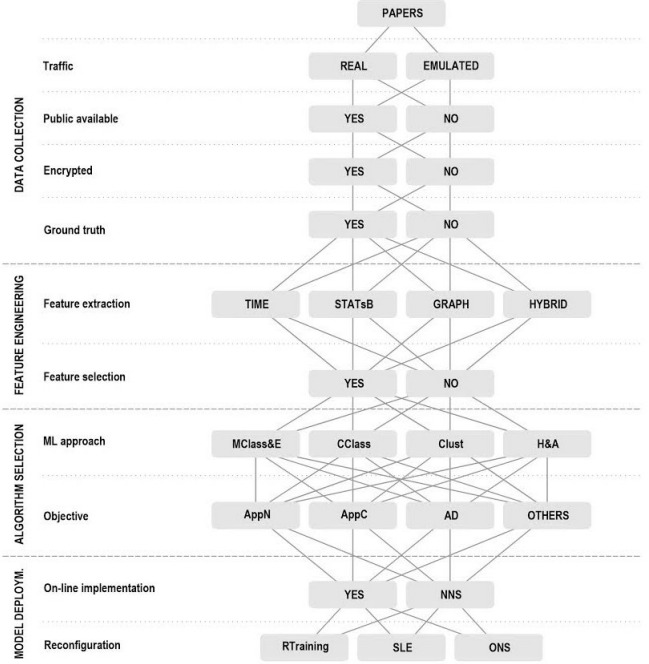 PAPERS
Traffic REAL EMULATED
Public available YES NO
Encrypted YES NO
Ground truth YES NO
DATA COLLECTION
Feature extraction TIME STATsB GRAPH HYBRID
Feature selection YES NO
FEATURE ENGINEERING
ML approach MClass&E CClass Clust H&A
Objective AppN AppC AD OTHERS
ALGORITHM SELECTION
On-line implementation YES NNS
Reconfiguration RTraining SLE ONS
MODEL DEPLOYM.